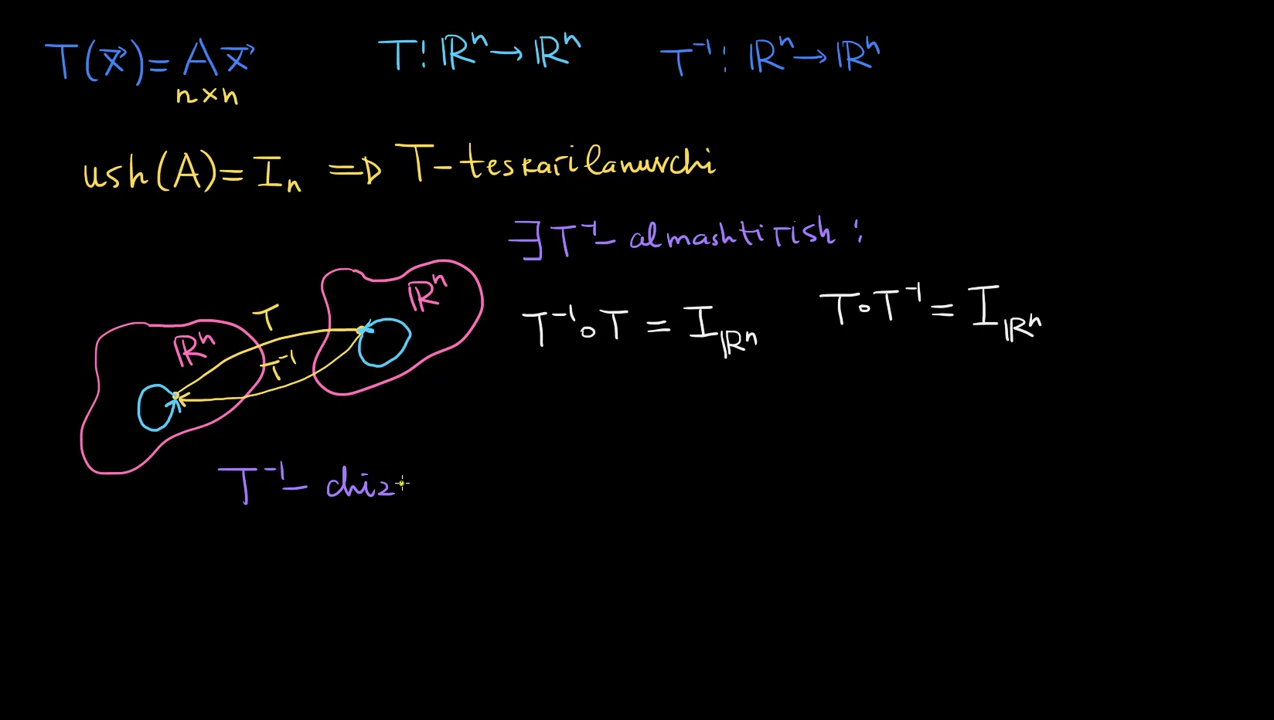 T(x⃗)= A x⃗   T: ℝⁿ→ℝⁿ   T⁻¹: ℝⁿ→ℝⁿ
n×n
ush(A)= Iₙ ⇒ T-teskarilanuvchi
∃T⁻¹- almashtirish:
T⁻¹∘T = I_ℝⁿ   T∘T⁻¹ = I_ℝⁿ
ℝⁿ
T
ℝⁿ
T⁻¹
T⁻¹- chiz